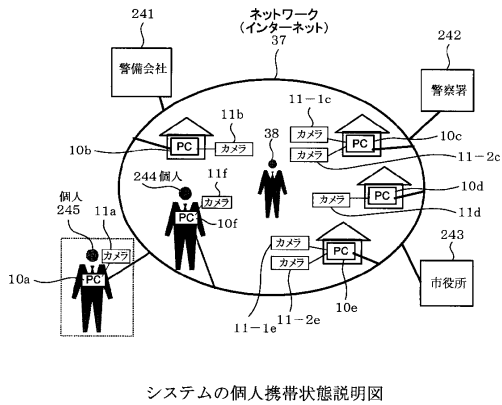 ネットワーク
(インターネット)
37
241
警備会社
242
警察署
11b
カメラ
10b
PC
11-1c
カメラ
カメラ
PC
10c
11-2c
38
244個人
11f
カメラ
PC
10f
10d
PC
カメラ
11d
個人
245
11a
カメラ
10a
PC
カメラ
カメラ
PC
11-1e
11-2e
10e
243
市役所
システムの個人携帯状態説明図